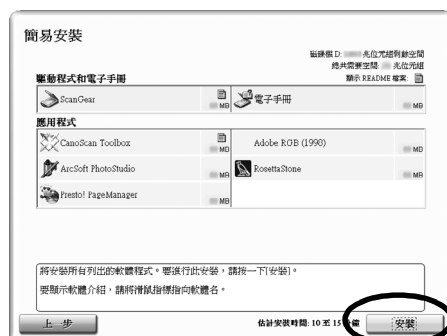 簡易安裝
磁碟機 D: 兆位元組剩餘空間
總共需要空間: 兆位元組
驅動程式和電子手冊
顯示 README 檔案:
ScanGear
MB
電子手冊
MB
應用程式
CanoScan Toolbox
MB
Adobe RGB (1998)
MB
ArcSoft PhotoStudio
MB
RosettaStone
MB
Presto! PageManager
MB
將安裝所有列出的軟體程式。要進行此安裝，請按一下[安裝]。
要顯示軟體介紹，請將滑鼠指標指向軟體名。
上一步
估計安裝時間: 10 至 15 分鐘
安裝